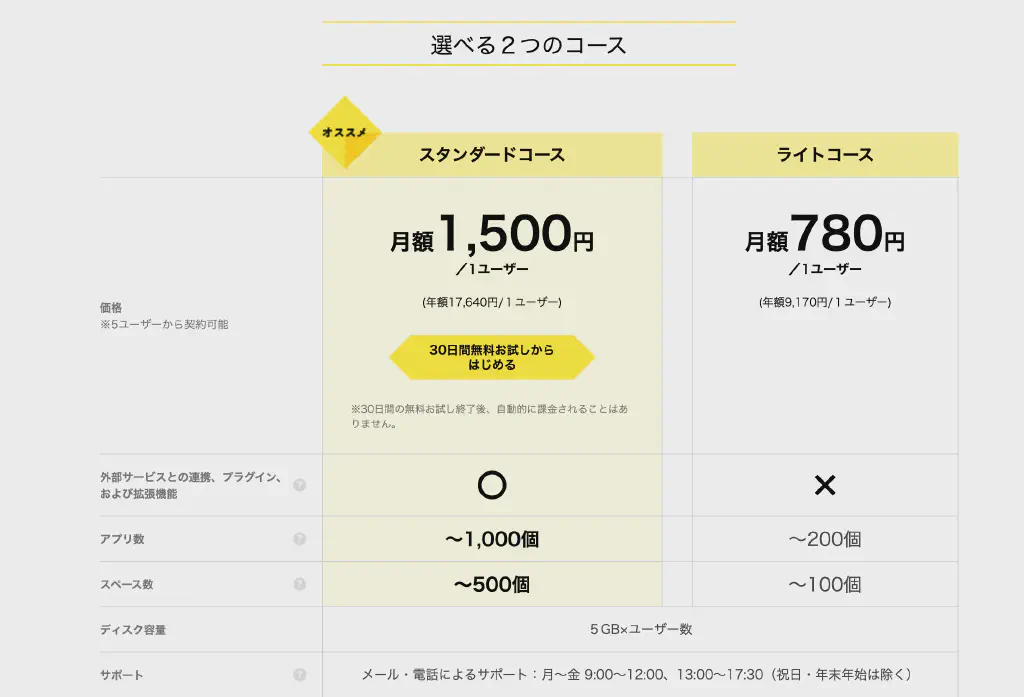 選べる2つのコース
オススメ
スタンダードコース
ライトコース
価格
※5ユーザーから契約可能
月額1,500円
／1ユーザー
(年額17,640円/1ユーザー)
30日間無料お試しから
はじめる
※30日間の無料お試し終了後、自動的に課金されることはあ
りません。
月額780円
／1ユーザー
(年額9,170円/1ユーザー)
外部サービスとの連携、プラグイン、
および拡張機能
?
○
×
アプリ数
?
〜1,000個
〜200個
スペース数
?
〜500個
〜100個
ディスク容量
5GB×ユーザー数
サポート
?
メール・電話によるサポート：月〜金 9:00〜12:00、13:00〜17:30（祝日・年末年始は除く）